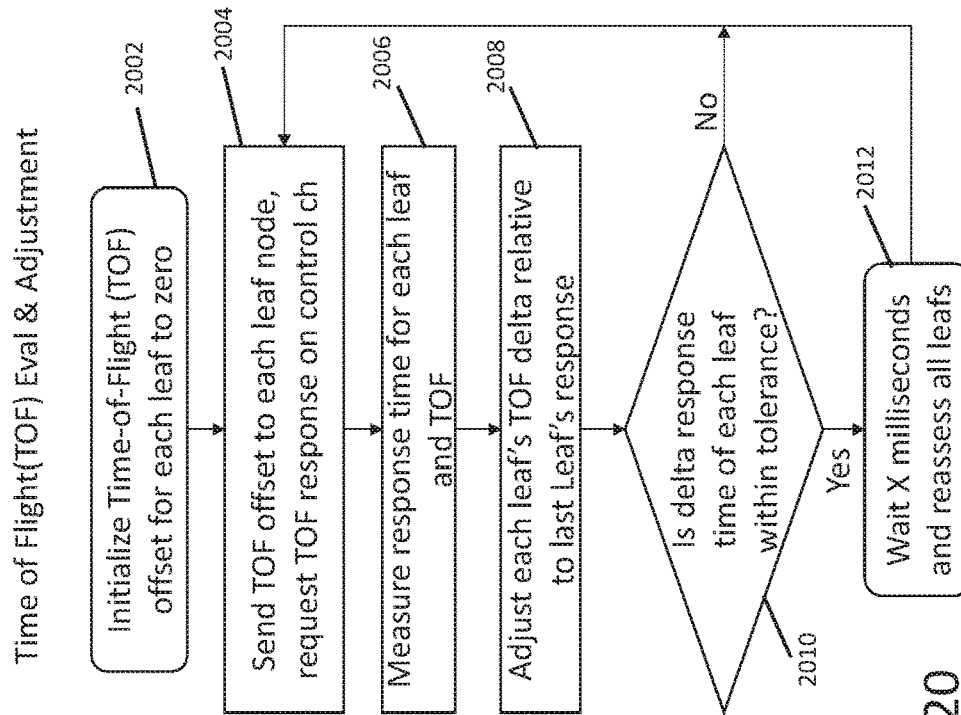 Time of Flight(TOF) Eval & Adjustment
Initialize Time-of-Flight (TOF)
offset for each leaf to zero
2002
Send TOF offset to each leaf node,
request TOF response on control ch
2004
Measure response time for each leaf
and TOF
2006
Adjust each leaf's TOF delta relative
to last Leaf's response
2008
Is delta response
time of each leaf
within tolerance?
2010
No
Yes
Wait X milliseconds
and reassess all leafs
2012
20